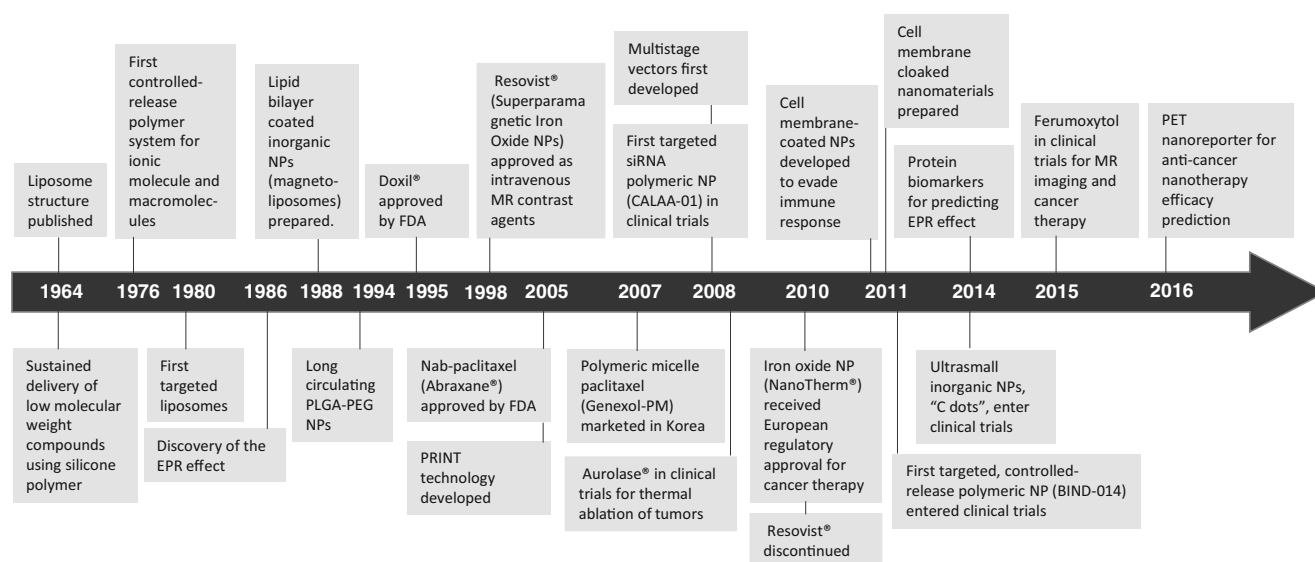 Liposome
structure
published
First
controlled-
release
polymer
system for
ionic
molecule and
macromolec-
ules
Lipid
bilayer
coated
inorganic
NPs
(magneto-
liposomes)
prepared.
Doxil®
approved
by FDA
Resovist®
(Superparama
gnetic Iron
Oxide NPs)
approved as
intravenous
MR contrast
agents
Multistage
vectors first
developed
First targeted
siRNA
polymeric NP
(CALAA-01) in
clinical trials
Cell
membrane-
coated NPs
developed
to evade
immune
response
Cell
membrane
cloaked
nanomaterials
prepared
Protein
biomarkers
for predicting
EPR effect
Ferumoxytol
in clinical
trials for MR
imaging and
cancer
therapy
PET
nanoreporter for
anti-cancer
nanotherapy
efficacy
prediction
1964 1976 1980 1986 1988 1994 1995 1998 2005 2007 2008 2010 2011 2014 2015 2016
Sustained
delivery of
low molecular
weight
compounds
using silicone
polymer
First
targeted
liposomes
Discovery of the
EPR effect
Long
circulating
PLGA-PEG
NPs
Nab-paclitaxel
(Abraxane®)
approved by FDA
PRINT
technology
developed
Polymeric micelle
paclitaxel
(Genexol-PM)
marketed in Korea
Aurolase® in clinical
trials for thermal
ablation of tumors
Iron oxide NP
(NanoTherm®)
received
European
regulatory
approval for
cancer therapy
Resovist®
discontinued
Ultrasmall
inorganic NPs,
“C dots”, enter
clinical trials
First targeted, controlled-
release polymeric NP (BIND-014)
entered clinical trials